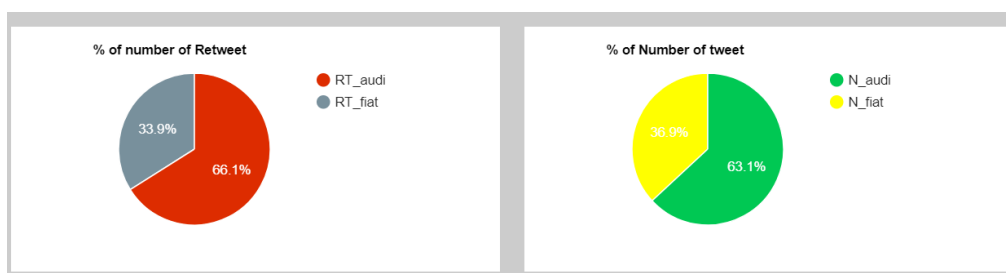 % of number of Retweet
RT_audi
RT_fiat
33.9%
66.1%
% of Number of tweet
N_audi
N_fiat
36.9%
63.1%